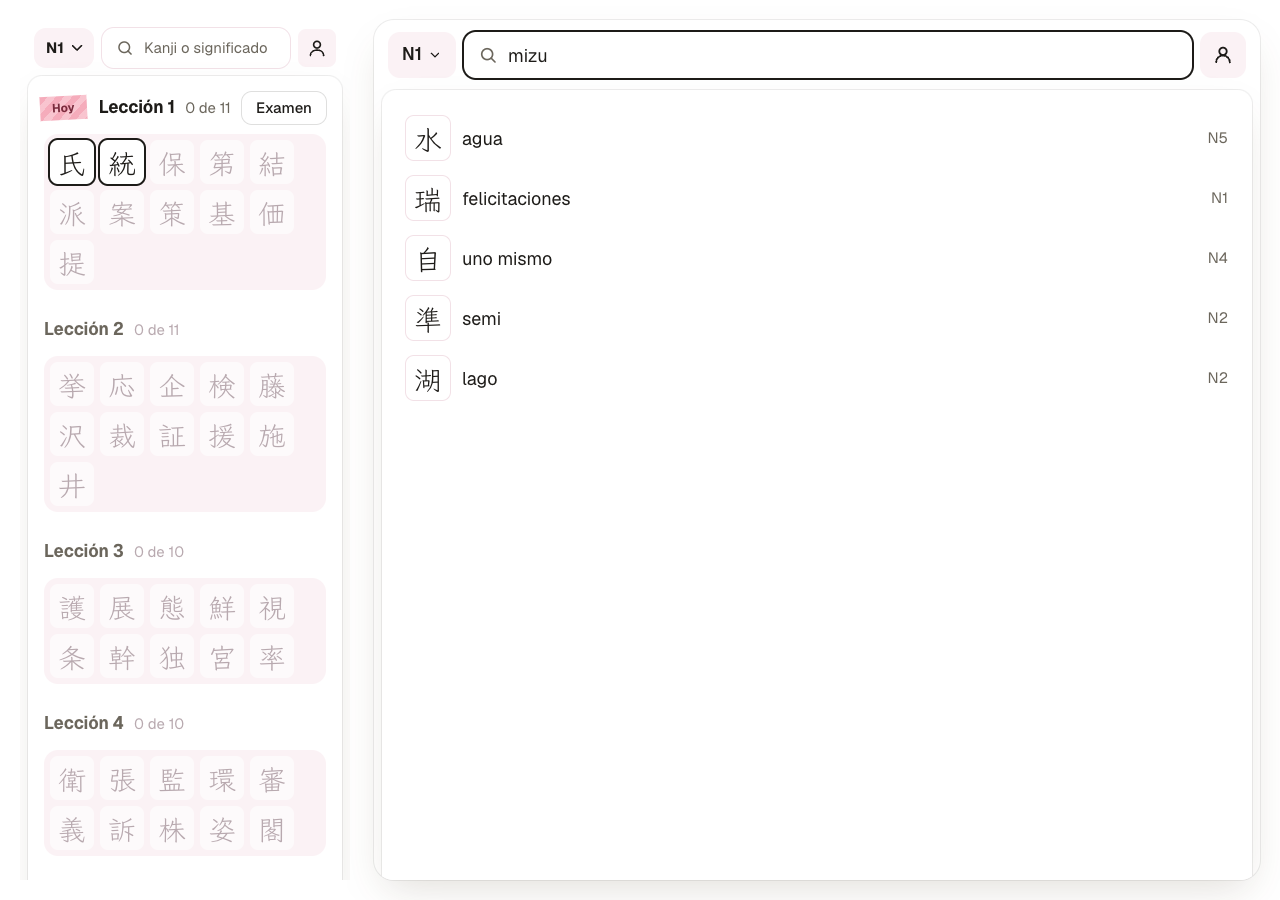 N1
Kanji o significado
Hoy
Lección 1
0 de 11
Examen
氏 統 保 第 結
派 案 策 基 価
提
Lección 2
0 de 11
挙 応 企 検 藤
沢 裁 証 援 施
井
Lección 3
0 de 10
護 展 態 鮮 視
条 幹 独 宮 率
Lección 4
0 de 10
衛 張 監 環 審
義 訴 株 姿 閣
N1
mizu
水 agua N5
瑞 felicitaciones N1
自 uno mismo N4
準 semi N2
湖 lago N2